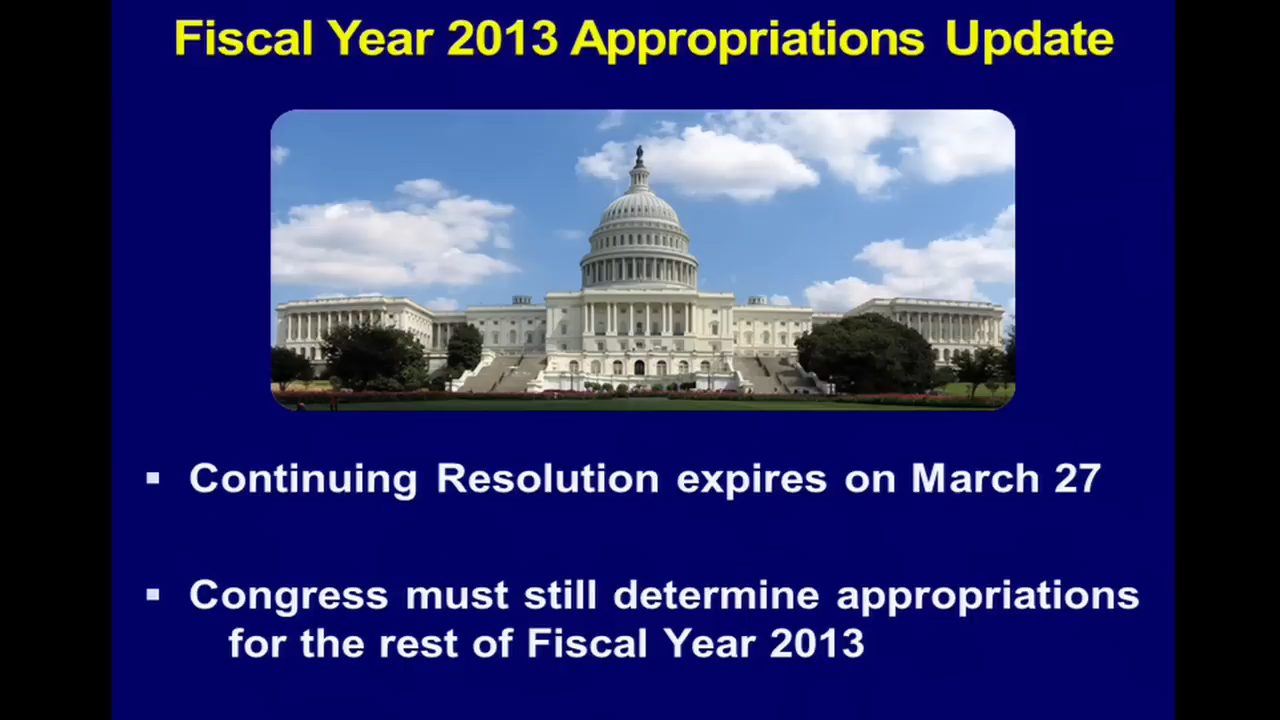 Fiscal Year 2013 Appropriations Update
▪ Continuing Resolution expires on March 27
▪ Congress must still determine appropriations
for the rest of Fiscal Year 2013